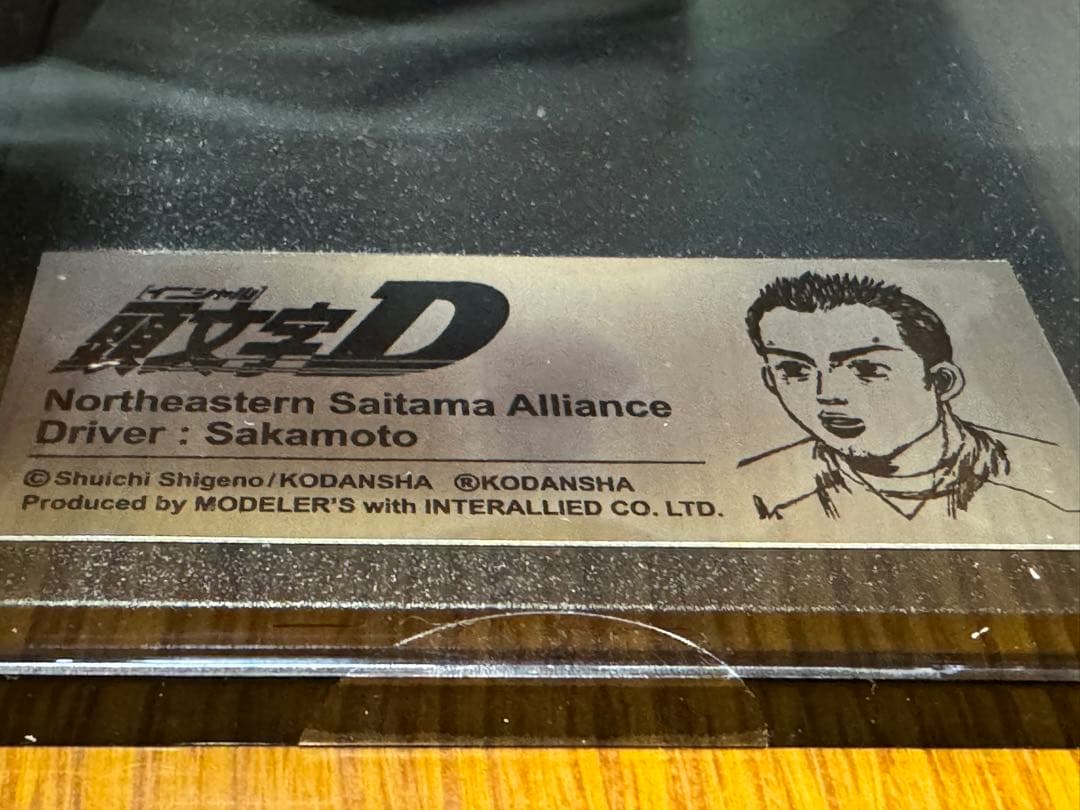 [イニシャル]
頭文字D
Northeastern Saitama Alliance
Driver : Sakamoto
©Shuichi Shigeno/KODANSHA ®KODANSHA
Produced by MODELER'S with INTERALLIED CO. LTD.